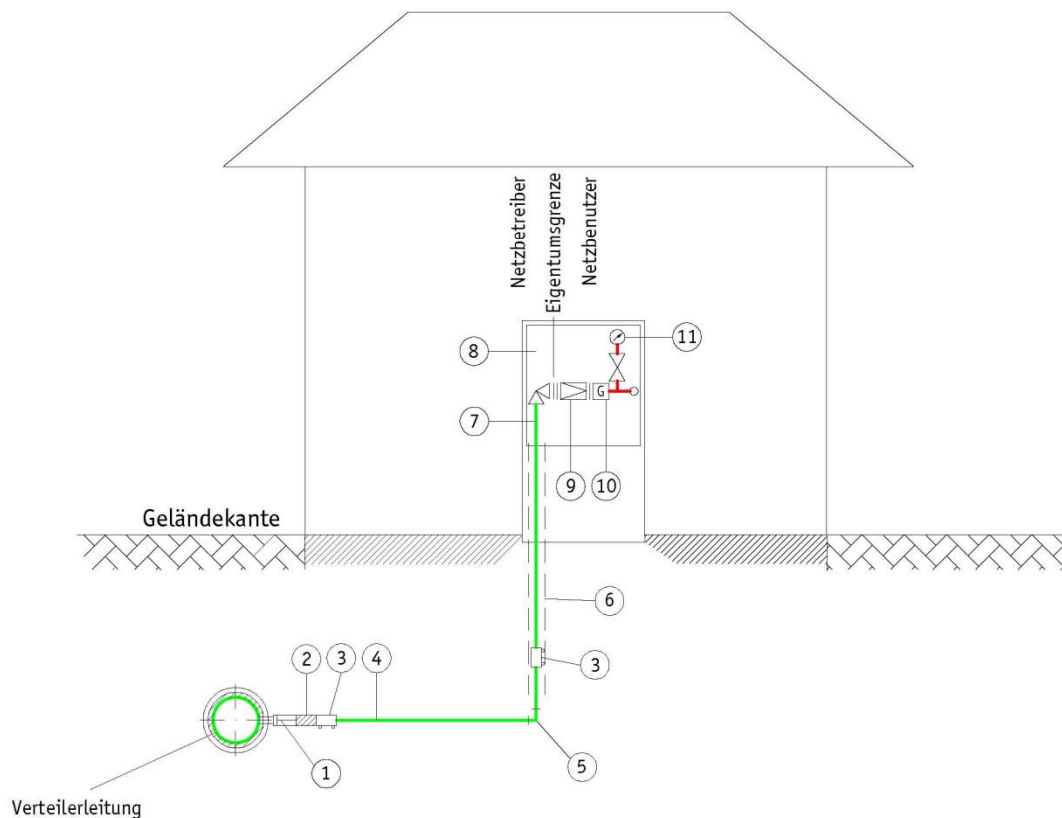 Netzbetreiber
Eigentumsgrenze
Netzbenutzer
8
11
G
7
9
10
Geländekante
6
3
2
3
4
1
5
Verteilerleitung